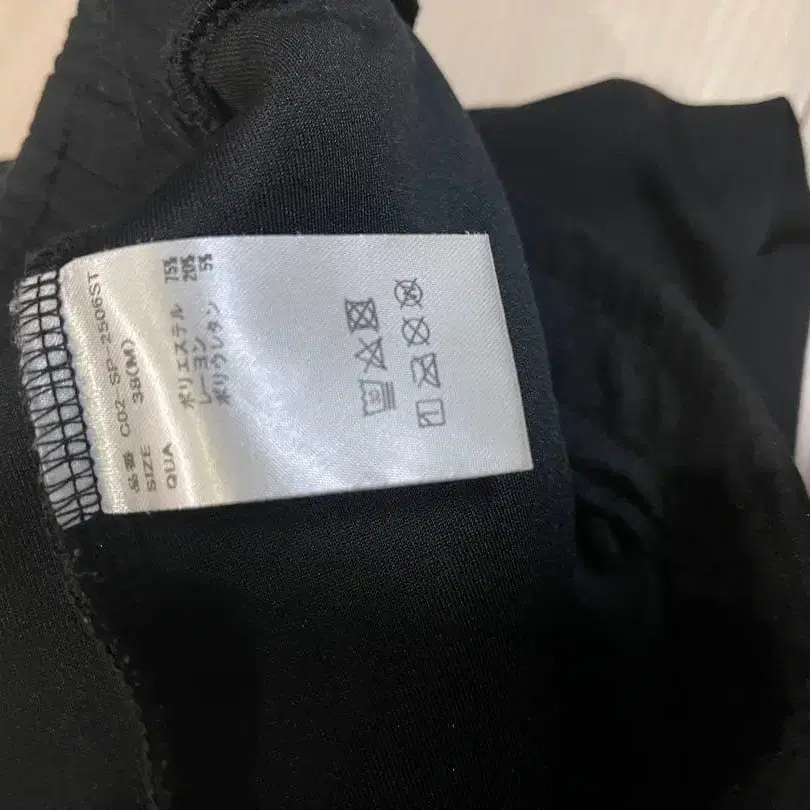 品番 C02 SP-2506ST
SIZE 38(M)
QUA
ポリエステル 75%
レーヨン 20%
ポリウレタン 5%